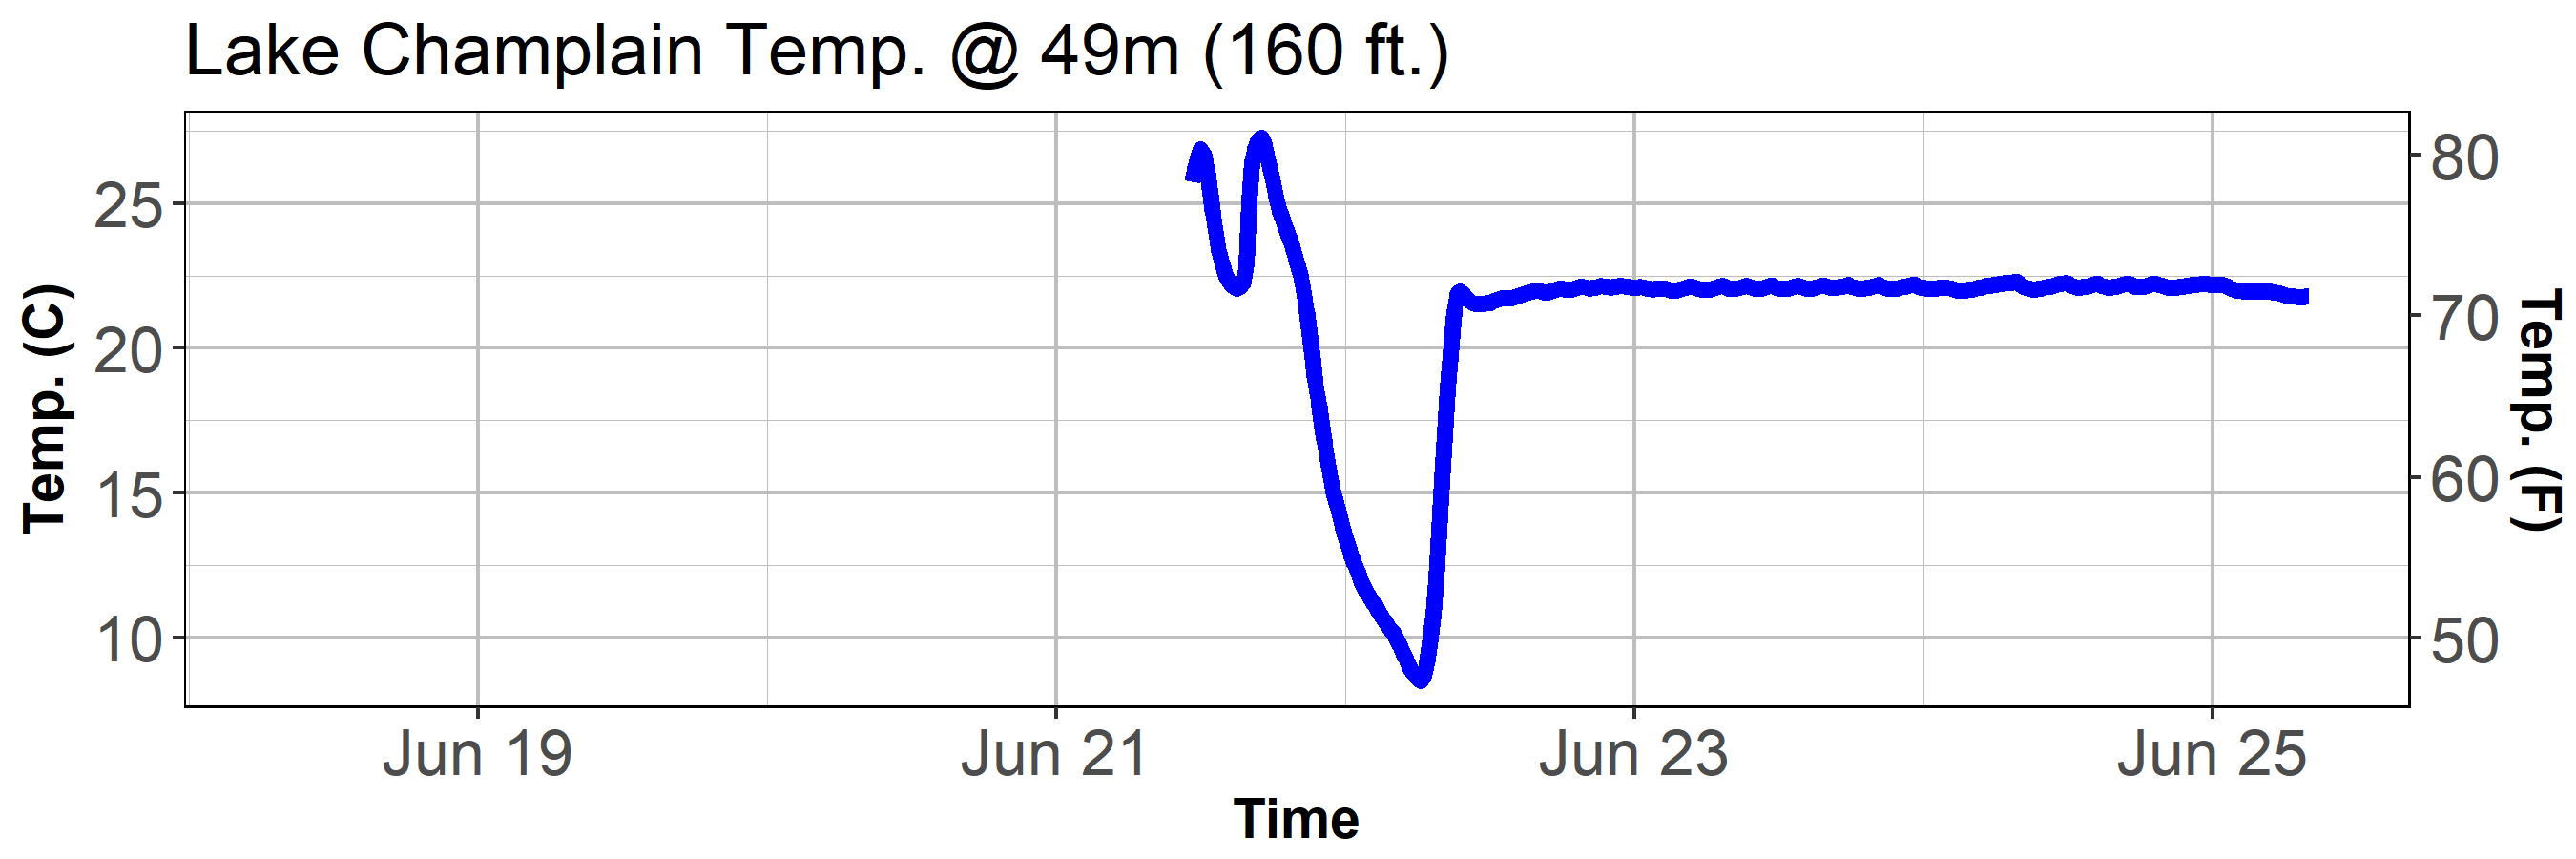 Lake Champlain Temp. @ 49m (160 ft.)
Temp. (C)
25
20
15
10
80
70
60
50
Temp. (F)
Jun 19
Jun 21
Jun 23
Jun 25
Time